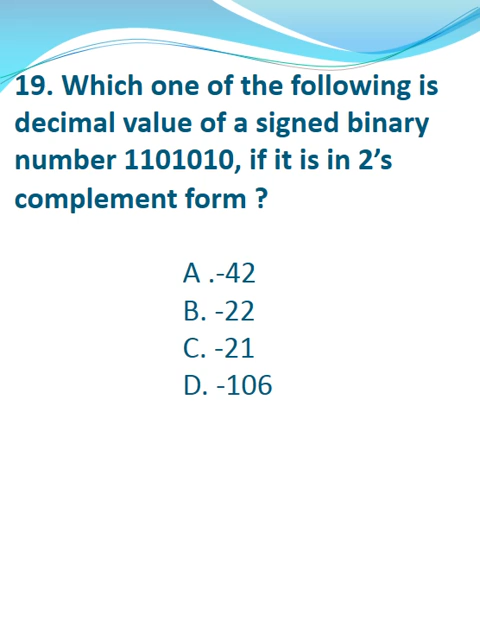 19. Which one of the following is
decimal value of a signed binary
number 1101010, if it is in 2’s
complement form ?
A .-42
B. -22
C. -21
D. -106